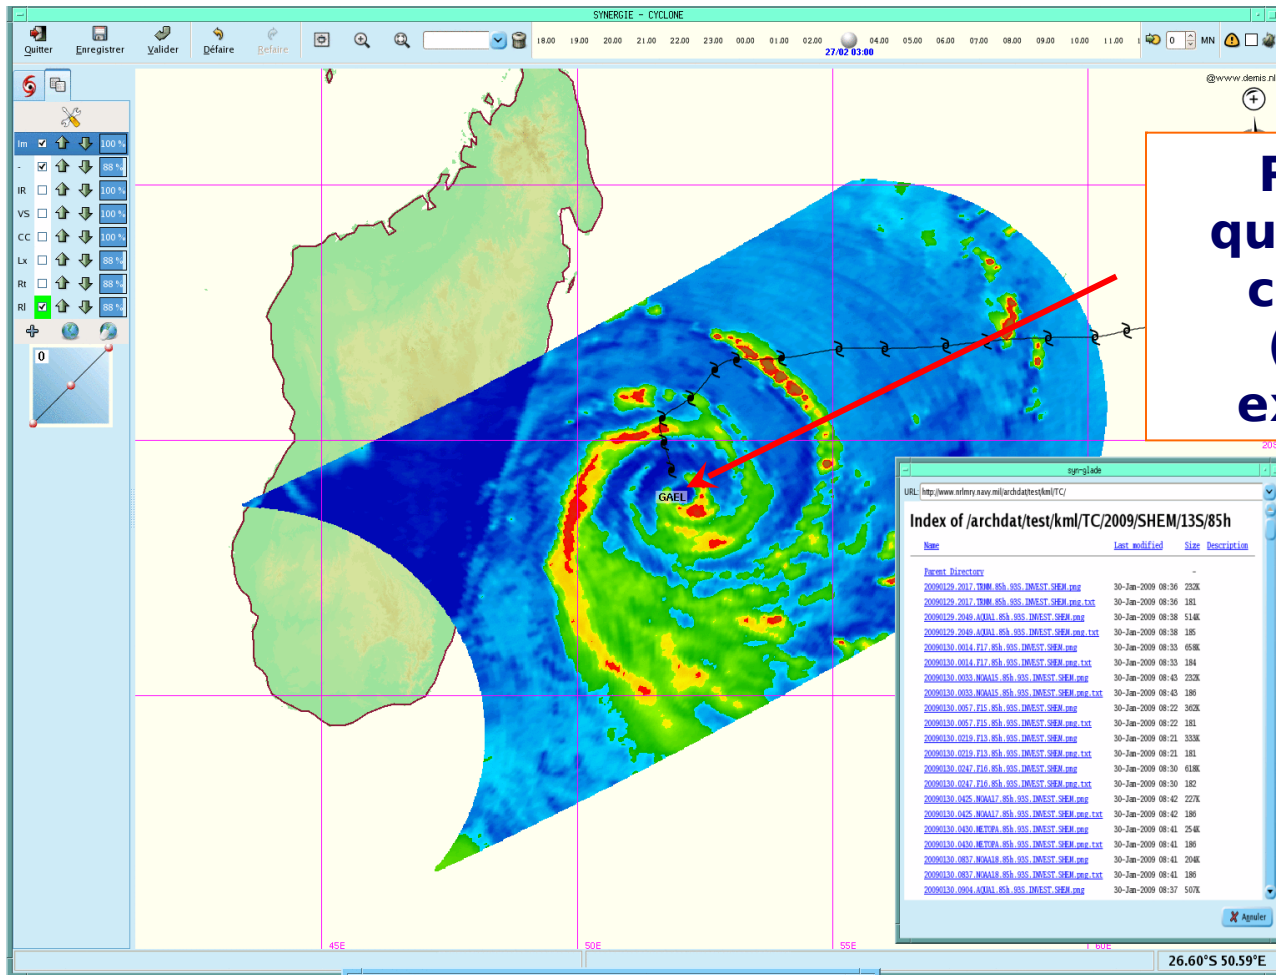 SYNERGIE - CYCLONE
Quitter Enregistrer Valider Défaire Refaire
18.00 19.00 20.00 21.00 22.00 23.00 00.00 01.00 02.00 04.00 05.00 06.00 07.00 08.00 09.00 10.00 11.00 0 MN
27/02 03:00
@www.demis.nl
Im 100 %
- 88 %
IR 100 %
VS 100 %
CC 100 %
Lx 88 %
Rt 88 %
Rl 88 %
0
GAEL
20S
45E 50E 55E 60E
26.60°S 50.59°E
syn-glade
URL: http://www.nrlmry.navy.mil/archdat/test/kml/TC/
Index of /archdat/test/kml/TC/2009/SHEM/13S/85h
Name Last modified Size Description
Parent Directory -
20090129.2017.TRMM.85h.93S.INVEST.SHEM.png 30-Jan-2009 08:36 232K
20090129.2017.TRMM.85h.93S.INVEST.SHEM.png.txt 30-Jan-2009 08:36 181
20090129.2049.AQUA1.85h.93S.INVEST.SHEM.png 30-Jan-2009 08:38 514K
20090129.2049.AQUA1.85h.93S.INVEST.SHEM.png.txt 30-Jan-2009 08:38 185
20090130.0014.F17.85h.93S.INVEST.SHEM.png 30-Jan-2009 08:33 658K
20090130.0014.F17.85h.93S.INVEST.SHEM.png.txt 30-Jan-2009 08:33 184
20090130.0033.NOAA15.85h.93S.INVEST.SHEM.png 30-Jan-2009 08:43 232K
20090130.0033.NOAA15.85h.93S.INVEST.SHEM.png.txt 30-Jan-2009 08:43 186
20090130.0057.F15.85h.93S.INVEST.SHEM.png 30-Jan-2009 08:22 362K
20090130.0057.F15.85h.93S.INVEST.SHEM.png.txt 30-Jan-2009 08:22 181
20090130.0219.F13.85h.93S.INVEST.SHEM.png 30-Jan-2009 08:21 333K
20090130.0219.F13.85h.93S.INVEST.SHEM.png.txt 30-Jan-2009 08:21 181
20090130.0247.F16.85h.93S.INVEST.SHEM.png 30-Jan-2009 08:30 618K
20090130.0247.F16.85h.93S.INVEST.SHEM.png.txt 30-Jan-2009 08:30 182
20090130.0425.NOAA17.85h.93S.INVEST.SHEM.png 30-Jan-2009 08:42 227K
20090130.0425.NOAA17.85h.93S.INVEST.SHEM.png.txt 30-Jan-2009 08:42 186
20090130.0430.METOPA.85h.93S.INVEST.SHEM.png 30-Jan-2009 08:41 254K
20090130.0430.METOPA.85h.93S.INVEST.SHEM.png.txt 30-Jan-2009 08:41 186
20090130.0837.NOAA18.85h.93S.INVEST.SHEM.png 30-Jan-2009 08:41 204K
20090130.0837.NOAA18.85h.93S.INVEST.SHEM.png.txt 30-Jan-2009 08:41 186
20090130.0904.AQUA1.85h.93S.INVEST.SHEM.png 30-Jan-2009 08:37 507K
Annuler